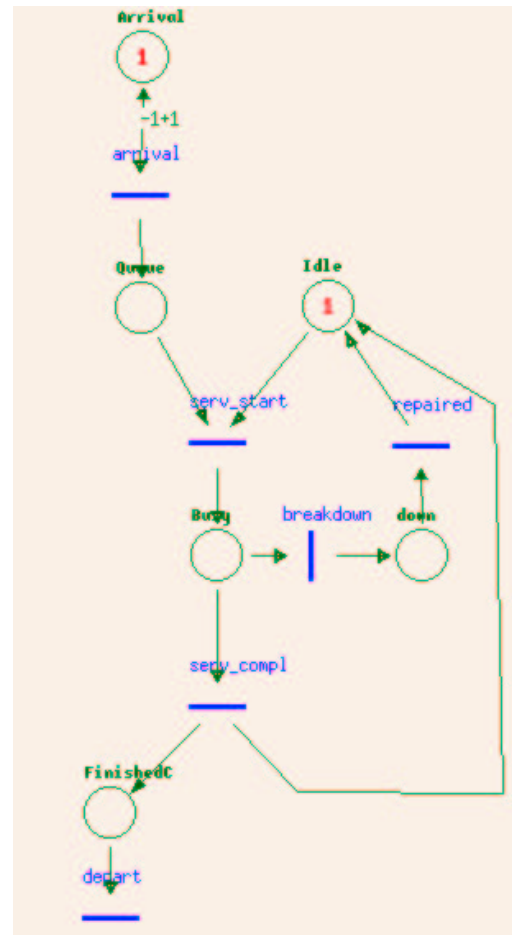 Arrival
1
-1+1
arrival
Queue
Idle
1
serv_start
repaired
Busy
breakdown
down
serv_compl
FinishedC
depart